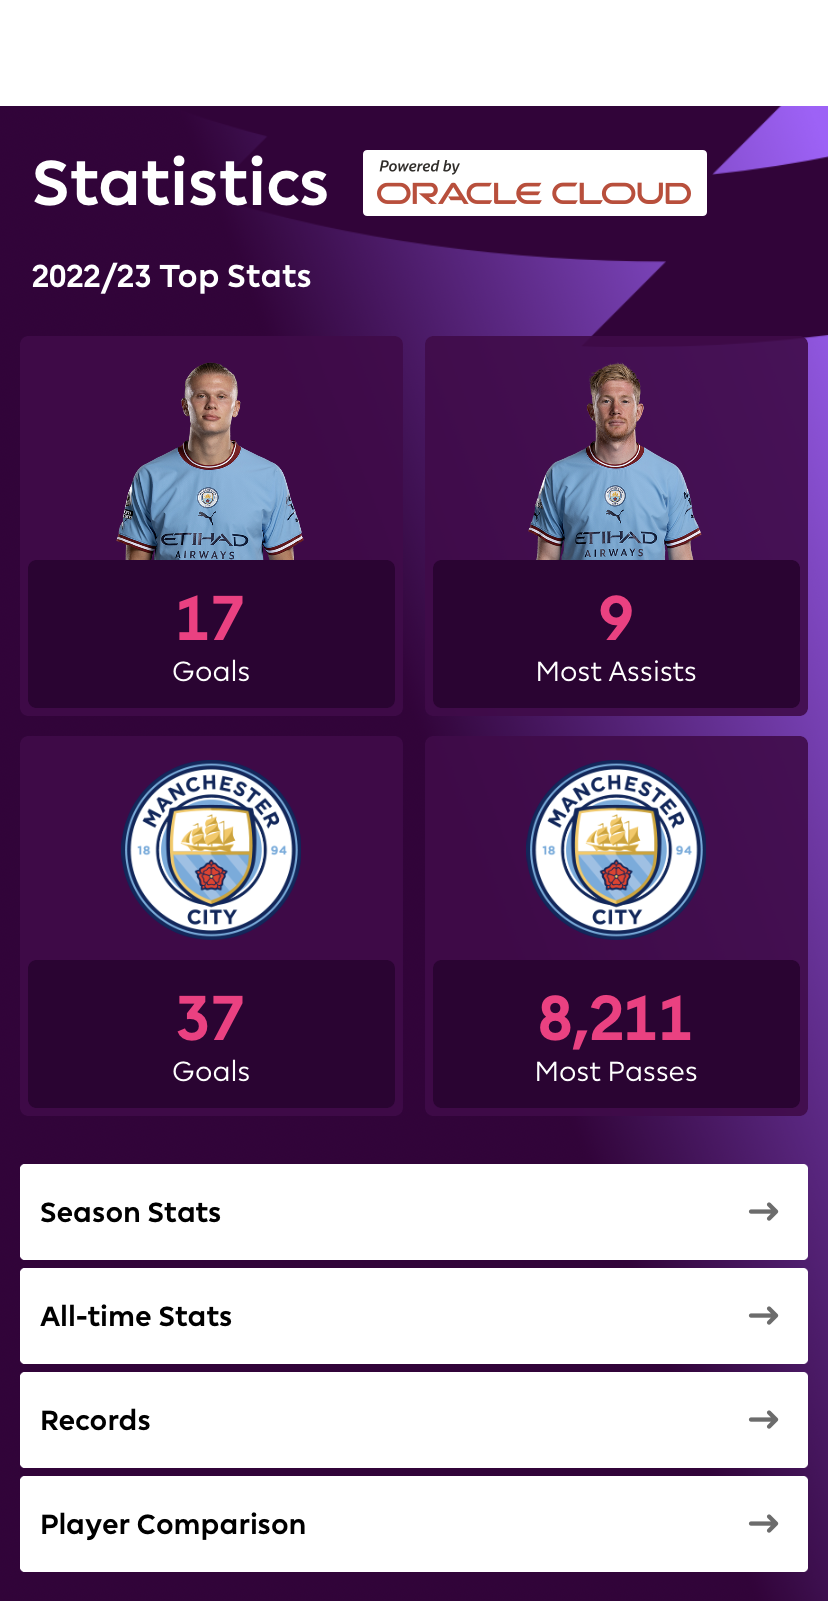 Statistics
Powered by
ORACLE CLOUD
2022/23 Top Stats
ETIHAD
AIRWAYS
ETIHAD
AIRWAYS
17
Goals
9
Most Assists
MANCHESTER
18 94
CITY
MANCHESTER
18 94
CITY
37
Goals
8,211
Most Passes
Season Stats
All-time Stats
Records
Player Comparison